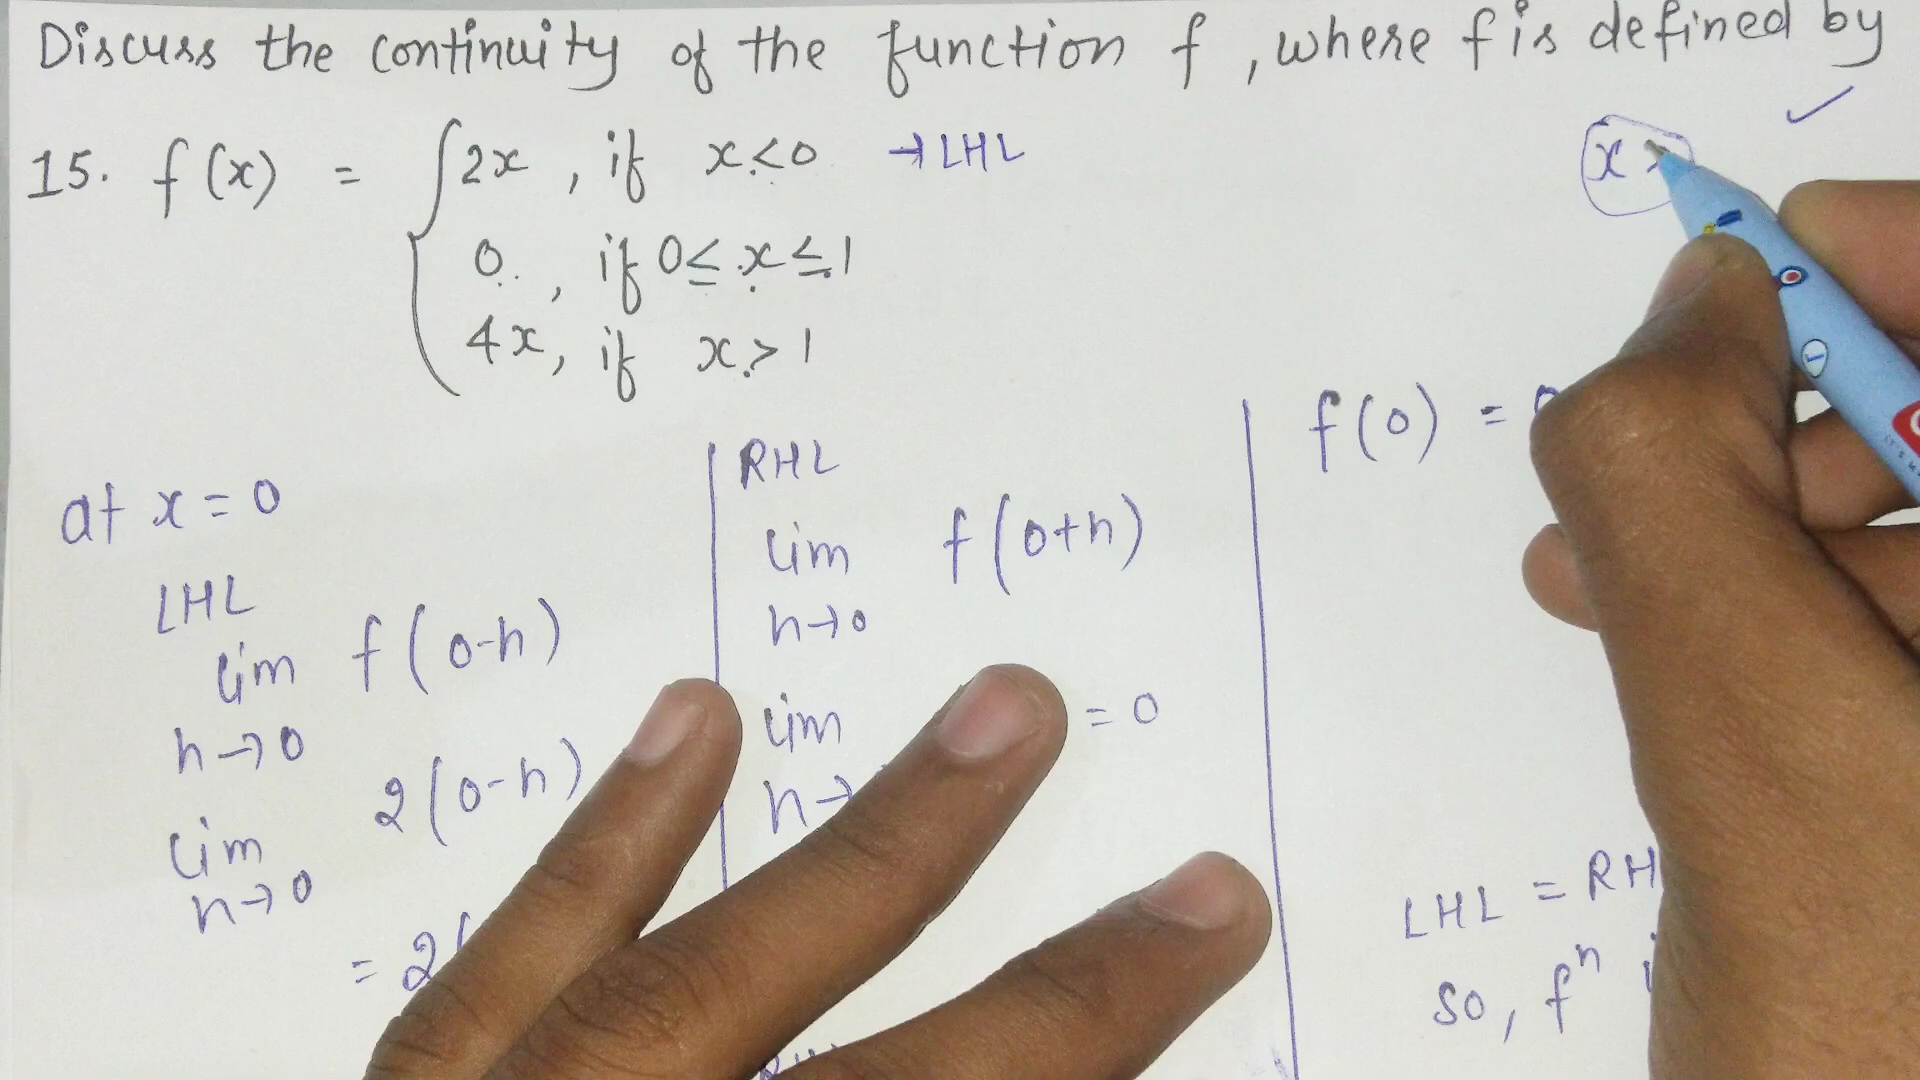 Discuss the continuity of the function f , where f is defined by
15. f(x) = { 2x , if x < 0 → LHL
0 , if 0 ≤ x ≤ 1
4x, if x > 1
x
✓
at x = 0
LHL
lim f(0-h)
h→0
lim 2(0-h)
h→0
= 2(
RHL
lim f(0+h)
h→0
lim = 0
h→
f(0) =
LHL = RH
So, fⁿ